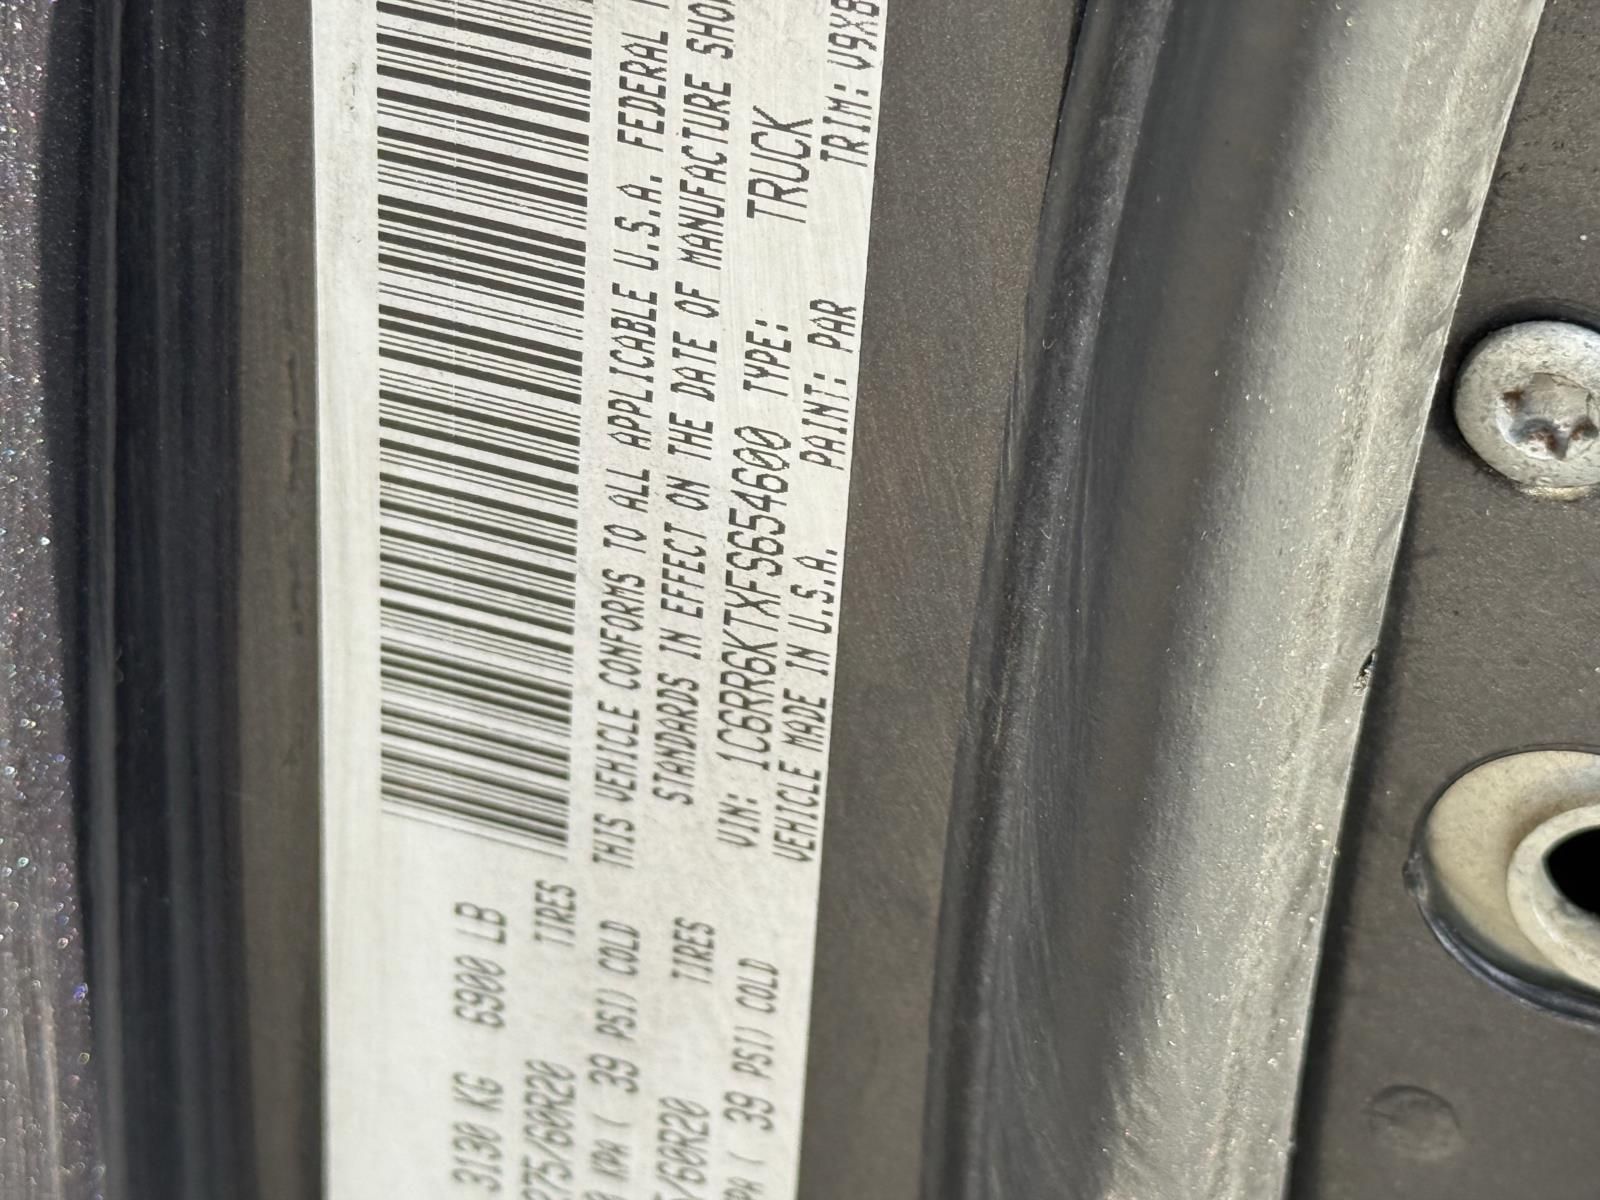 3130 KG 6900 LB
275/60R20 TIRES
KPA ( 39 PSI) COLD
/60R20 TIRES
( 39 PSI) COLD
THIS VEHICLE CONFORMS TO ALL APPLICABLE U.S.A. FEDERAL
STANDARDS IN EFFECT ON THE DATE OF MANUFACTURE
VIN: 1C6RR6KTXFS654600 TYPE: TRUCK
VEHICLE MADE IN U.S.A. PAINT: PAR TRIM: V9X8